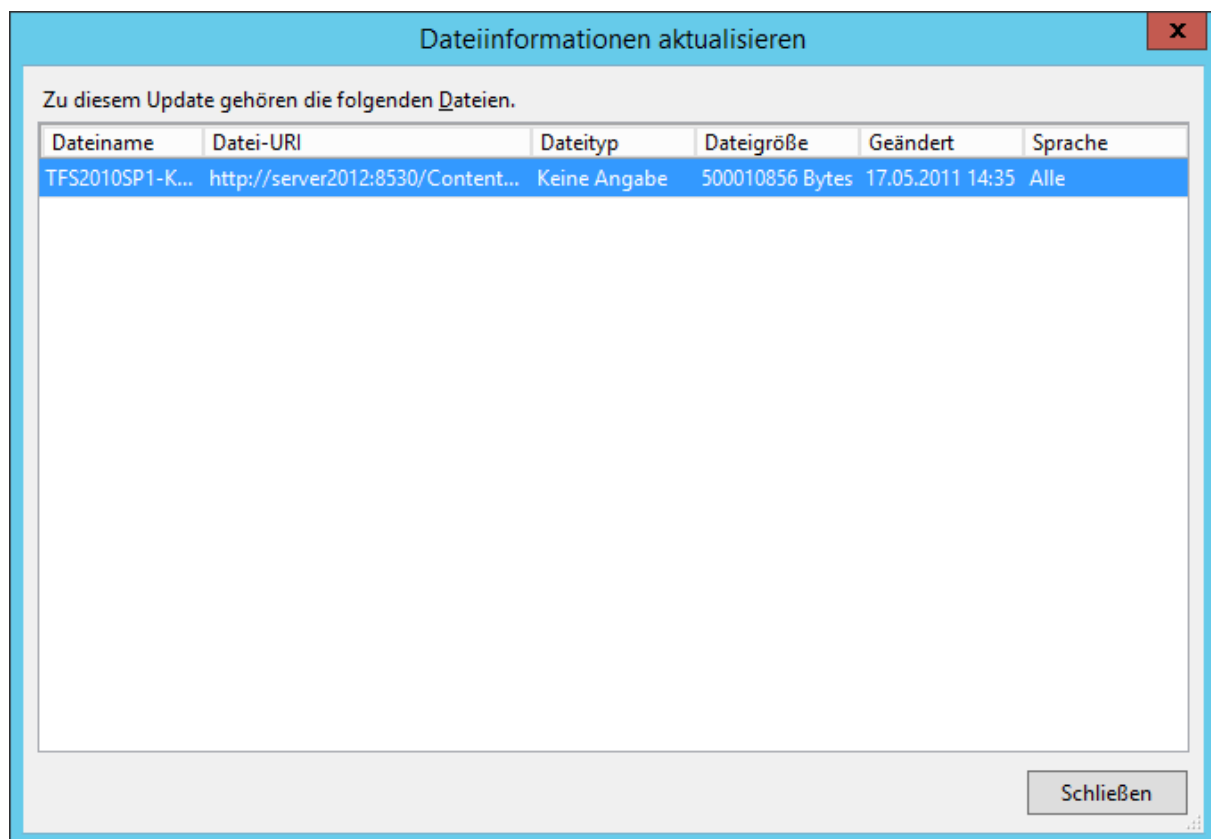 Dateiinformationen aktualisieren
x
Zu diesem Update gehören die folgenden Dateien.
Dateiname Datei-URI Dateityp Dateigröße Geändert Sprache
TFS2010SP1-K... http://server2012:8530/Content... Keine Angabe 500010856 Bytes 17.05.2011 14:35 Alle
Schließen